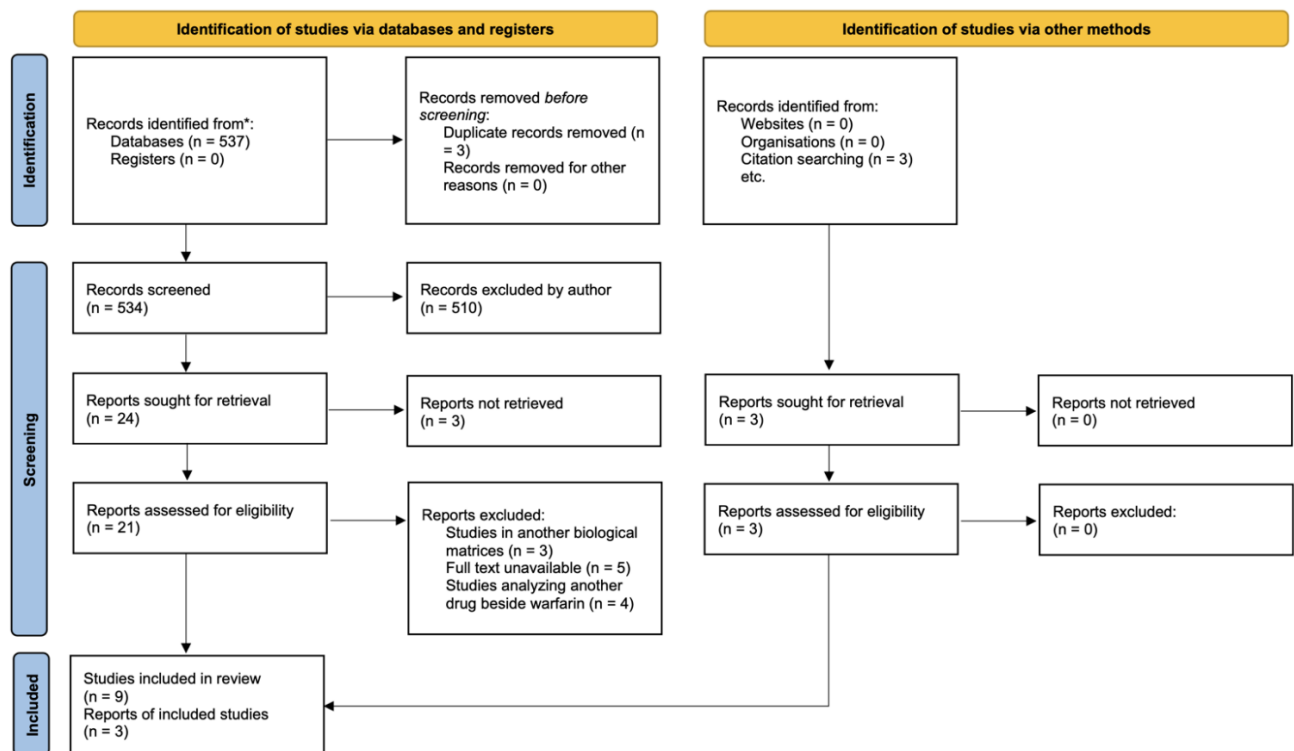 Identification of studies via databases and registers
Identification of studies via other methods
Identification
Records identified from*:
Databases (n = 537)
Registers (n = 0)
Records removed before
screening:
Duplicate records removed (n
= 3)
Records removed for other
reasons (n = 0)
Records identified from:
Websites (n = 0)
Organisations (n = 0)
Citation searching (n = 3)
etc.
Screening
Records screened
(n = 534)
Records excluded by author
(n = 510)
Reports sought for retrieval
(n = 24)
Reports not retrieved
(n = 3)
Reports sought for retrieval
(n = 3)
Reports not retrieved
(n = 0)
Reports assessed for eligibility
(n = 21)
Reports excluded:
Studies in another biological
matrices (n = 3)
Full text unavailable (n = 5)
Studies analyzing another
drug beside warfarin (n = 4)
Reports assessed for eligibility
(n = 3)
Reports excluded:
(n = 0)
Included
Studies included in review
(n = 9)
Reports of included studies
(n = 3)